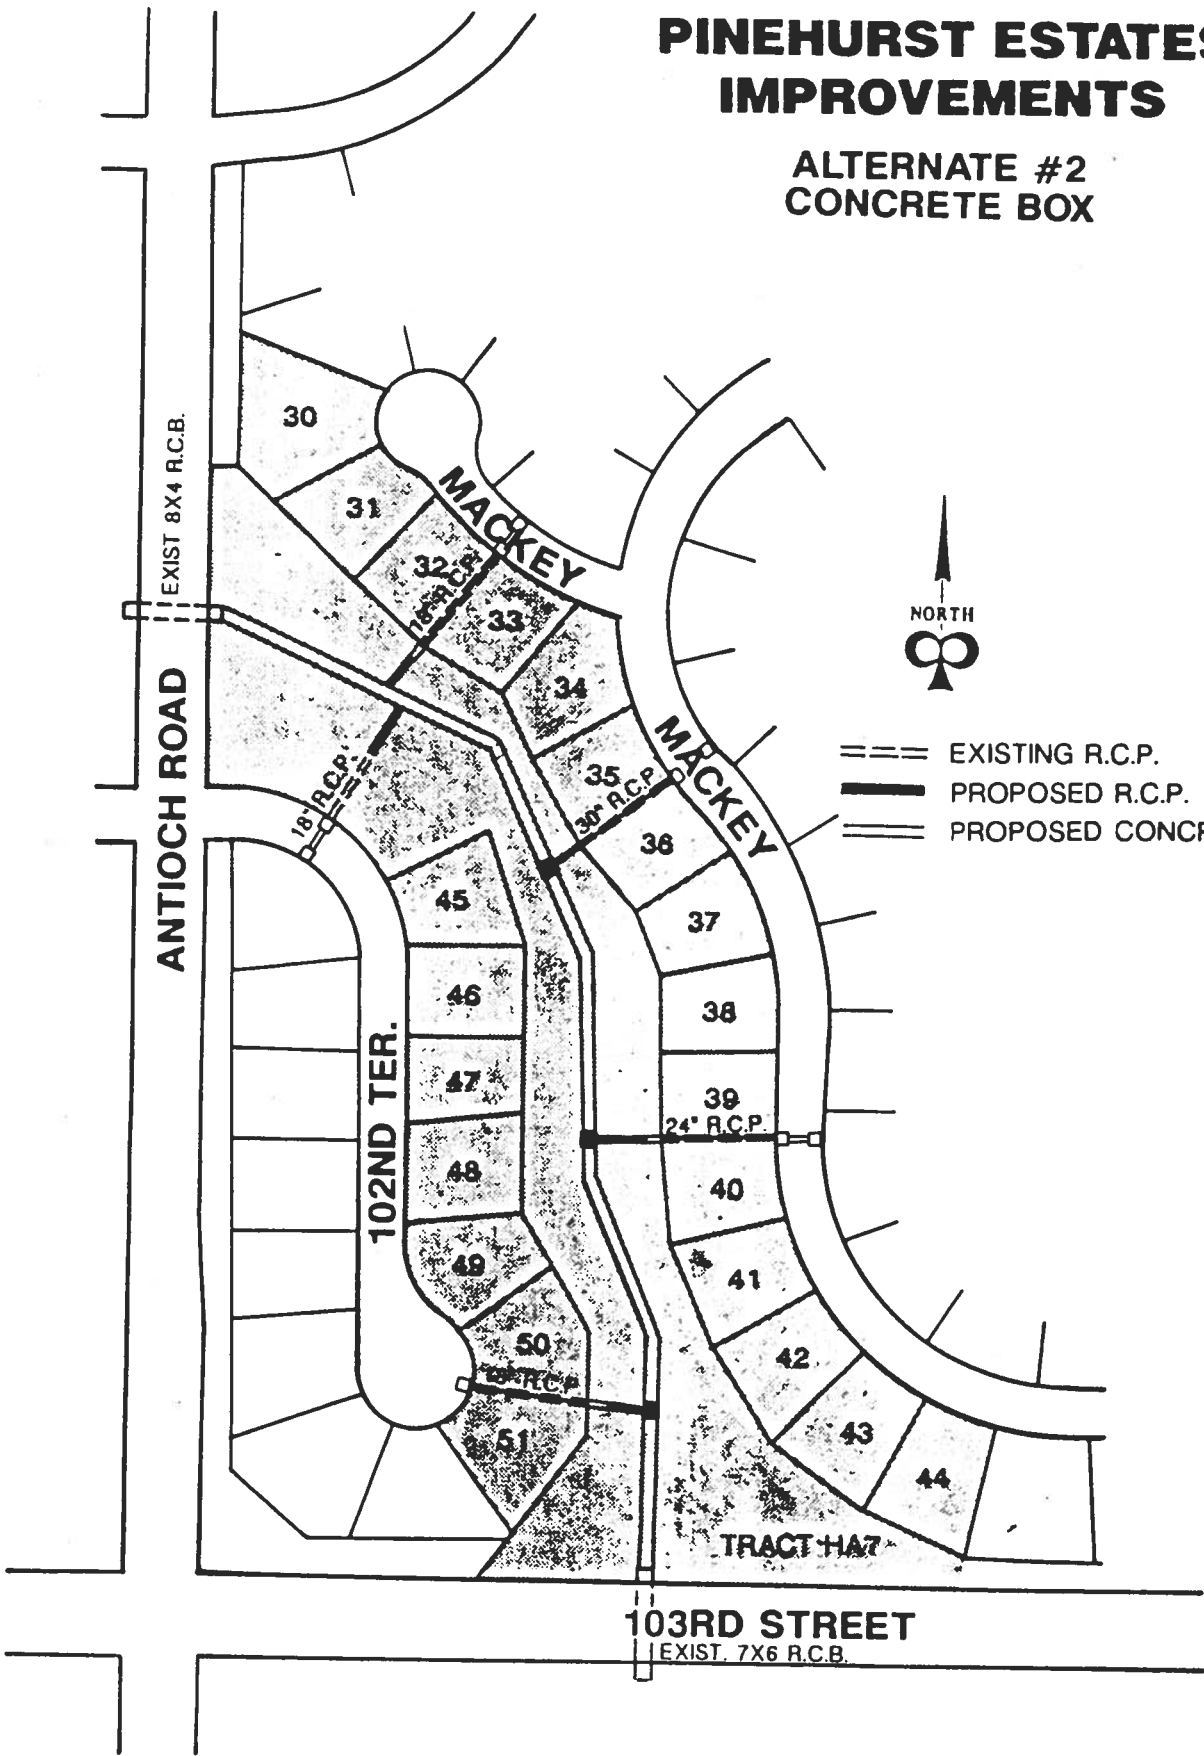 PINEHURST ESTATES
IMPROVEMENTS
ALTERNATE #2
CONCRETE BOX
30
EXIST 8X4 R.C.B.
31
MACKEY
32
18" R.C.P.
33
NORTH
34
ANTIOCH ROAD
MACKEY
35
30" R.C.P.
36
18" R.C.P.
EXISTING R.C.P.
PROPOSED R.C.P.
PROPOSED CONCR
45
37
46
38
102ND TER.
47
39
24" R.C.P.
48
40
49
41
50
42
R.C.P.
51
43
44
TRACT HA7
103RD STREET
EXIST. 7X6 R.C.B.